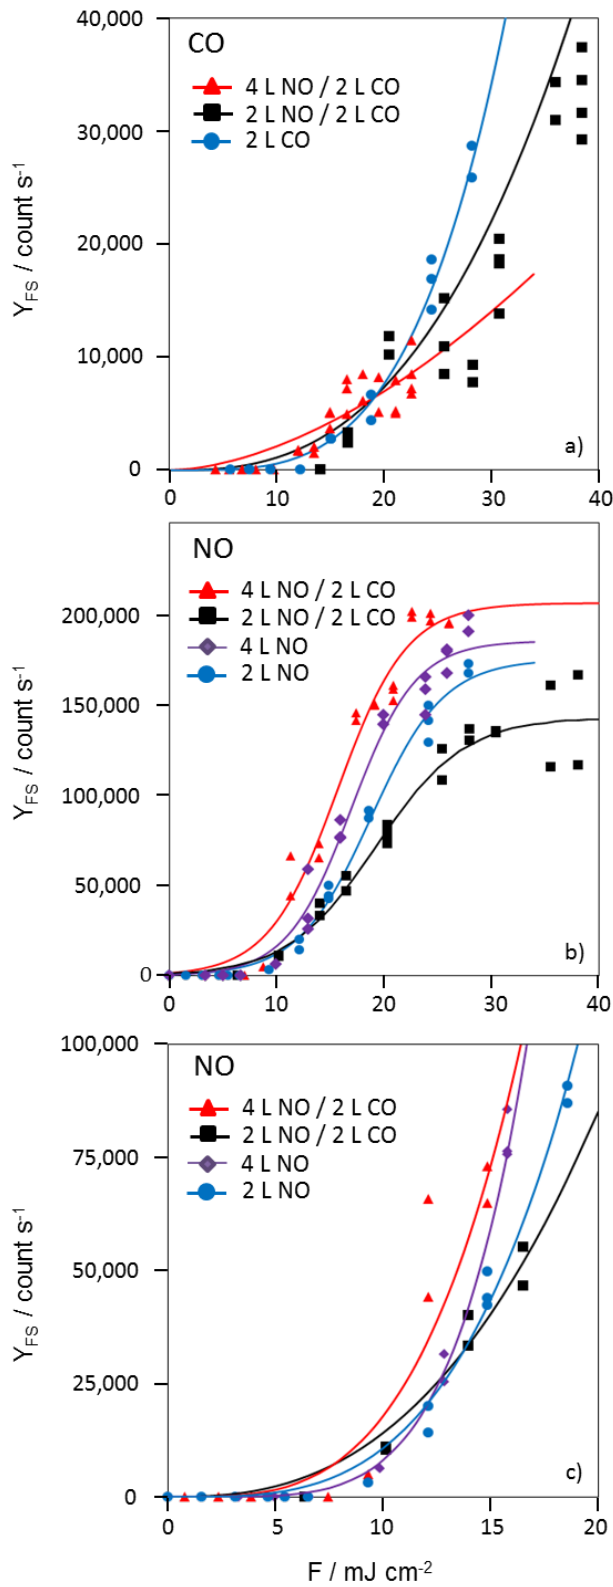 40,000
CO
4 L NO / 2 L CO
2 L NO / 2 L CO
2 L CO
30,000
20,000
10,000
0
Y_FS / count s⁻¹
a)
0 10 20 30 40
NO
4 L NO / 2 L CO
2 L NO / 2 L CO
4 L NO
2 L NO
200,000
150,000
100,000
50,000
0
Y_FS / count s⁻¹
b)
0 10 20 30 40
100,000
NO
4 L NO / 2 L CO
2 L NO / 2 L CO
4 L NO
2 L NO
75,000
50,000
25,000
0
Y_FS / count s⁻¹
c)
0 5 10 15 20
F / mJ cm⁻²